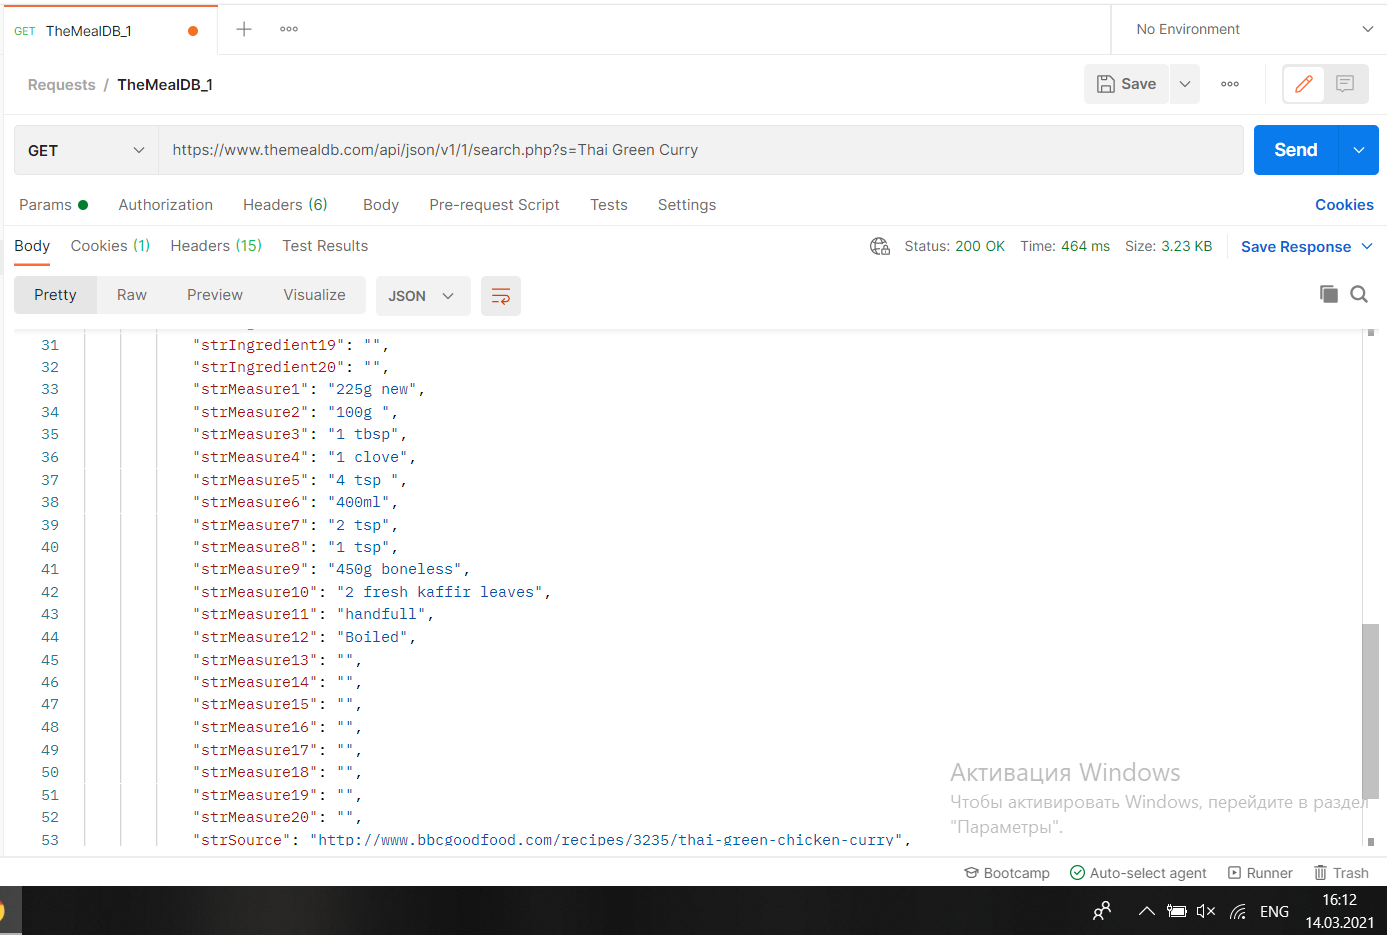 GET TheMealDB_1 No Environment
Requests / TheMealDB_1 Save
GET https://www.themealdb.com/api/json/v1/1/search.php?s=Thai Green Curry Send
Params Authorization Headers (6) Body Pre-request Script Tests Settings Cookies
Body Cookies (1) Headers (15) Test Results Status: 200 OK Time: 464 ms Size: 3.23 KB Save Response
Pretty Raw Preview Visualize JSON
31 "strIngredient19": "",
32 "strIngredient20": "",
33 "strMeasure1": "225g new",
34 "strMeasure2": "100g ",
35 "strMeasure3": "1 tbsp",
36 "strMeasure4": "1 clove",
37 "strMeasure5": "4 tsp ",
38 "strMeasure6": "400ml",
39 "strMeasure7": "2 tsp",
40 "strMeasure8": "1 tsp",
41 "strMeasure9": "450g boneless",
42 "strMeasure10": "2 fresh kaffir leaves",
43 "strMeasure11": "handfull",
44 "strMeasure12": "Boiled",
45 "strMeasure13": "",
46 "strMeasure14": "",
47 "strMeasure15": "",
48 "strMeasure16": "",
49 "strMeasure17": "",
50 "strMeasure18": "",
51 "strMeasure19": "",
52 "strMeasure20": "",
53 "strSource": "http://www.bbcgoodfood.com/recipes/3235/thai-green-chicken-curry",
Активация Windows
Чтобы активировать Windows, перейдите в раздел
"Параметры".
Bootcamp Auto-select agent Runner Trash
ENG 16:12
14.03.2021